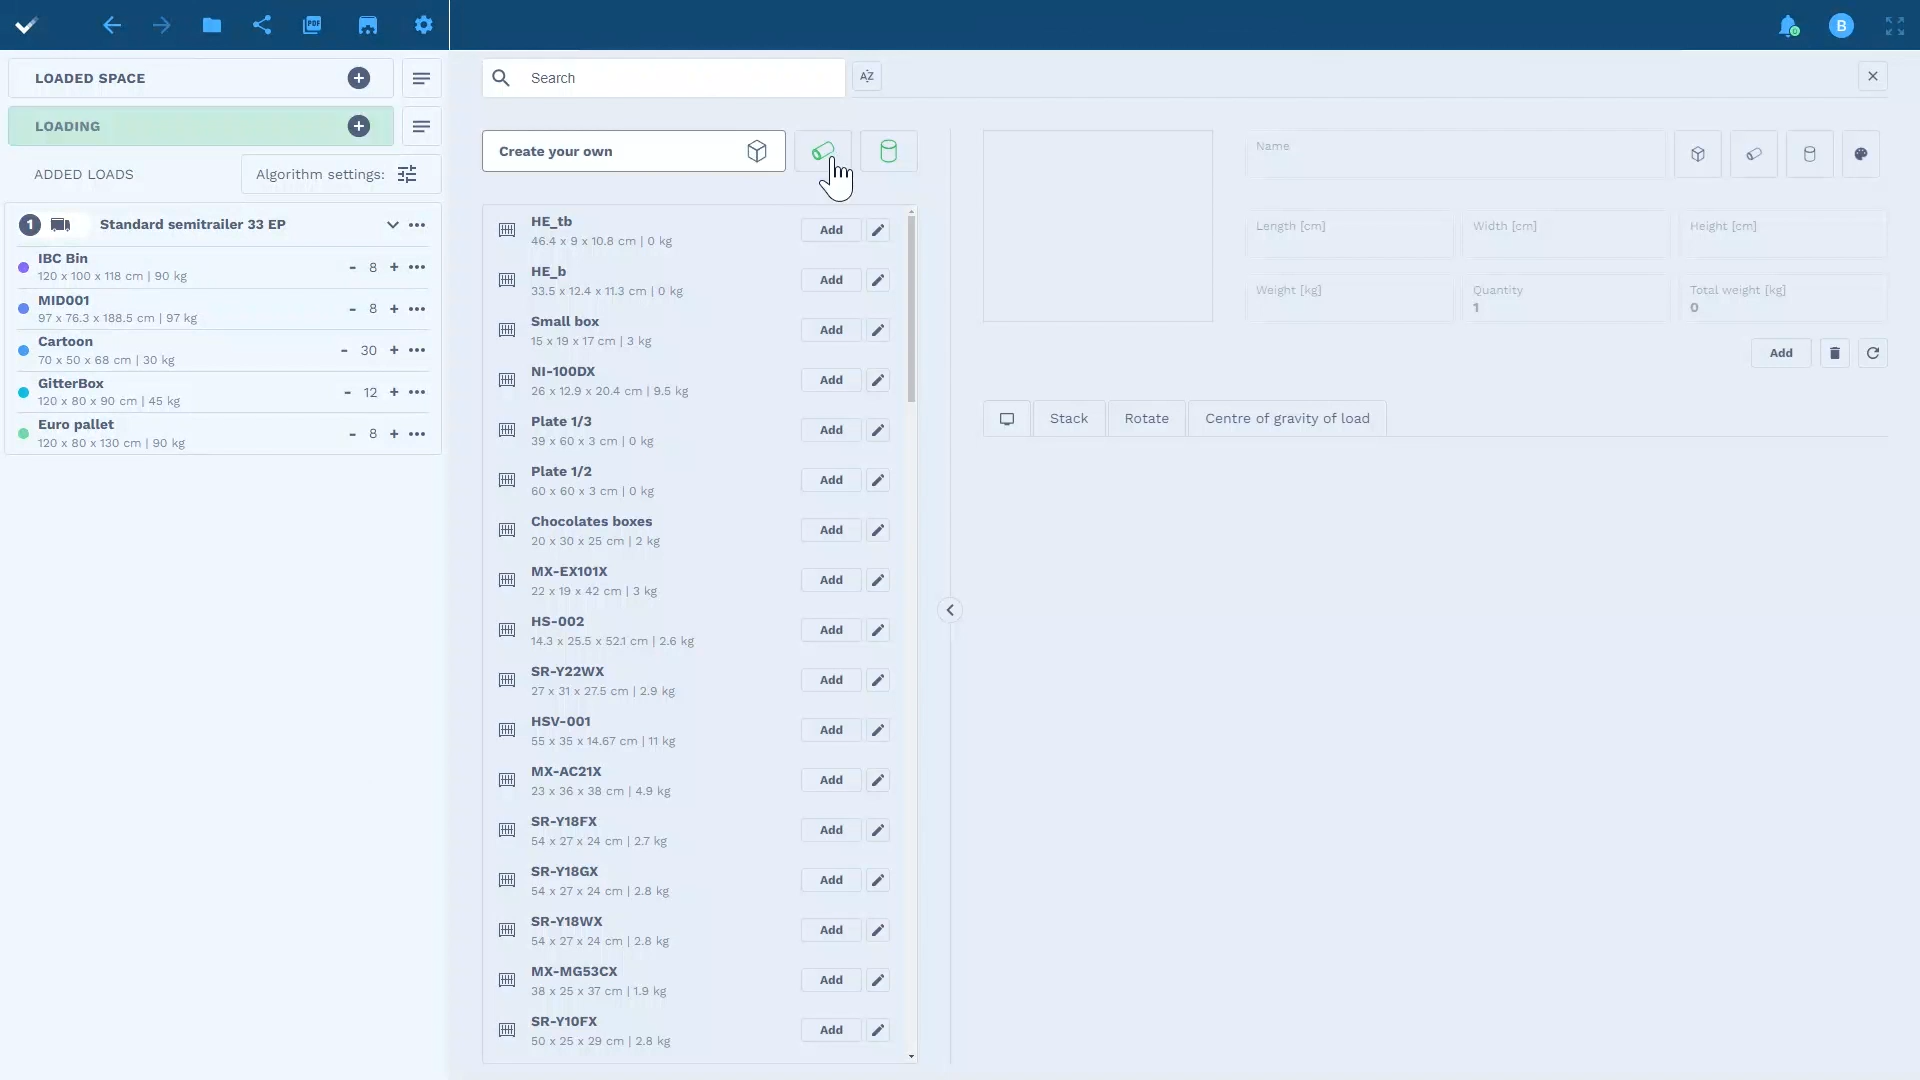 PDF
B
LOADED SPACE
LOADING
ADDED LOADS
Algorithm settings:
1
Standard semitrailer 33 EP
IBC Bin
120 x 100 x 118 cm | 90 kg
- 8 +
MID001
97 x 76.3 x 188.5 cm | 97 kg
- 8 +
Cartoon
70 x 50 x 68 cm | 30 kg
- 30 +
GitterBox
120 x 80 x 90 cm | 45 kg
- 12 +
Euro pallet
120 x 80 x 130 cm | 90 kg
- 8 +
Search
AZ
Create your own
HE_tb
46.4 x 9 x 10.8 cm | 0 kg
Add
HE_b
33.5 x 12.4 x 11.3 cm | 0 kg
Add
Small box
15 x 19 x 17 cm | 3 kg
Add
NI-100DX
26 x 12.9 x 20.4 cm | 9.5 kg
Add
Plate 1/3
39 x 60 x 3 cm | 0 kg
Add
Plate 1/2
60 x 60 x 3 cm | 0 kg
Add
Chocolates boxes
20 x 30 x 25 cm | 2 kg
Add
MX-EX101X
22 x 19 x 42 cm | 3 kg
Add
HS-002
14.3 x 25.5 x 52.1 cm | 2.6 kg
Add
SR-Y22WX
27 x 31 x 27.5 cm | 2.9 kg
Add
HSV-001
55 x 35 x 14.67 cm | 11 kg
Add
MX-AC21X
23 x 36 x 38 cm | 4.9 kg
Add
SR-Y18FX
54 x 27 x 24 cm | 2.7 kg
Add
SR-Y18GX
54 x 27 x 24 cm | 2.8 kg
Add
SR-Y18WX
54 x 27 x 24 cm | 2.8 kg
Add
MX-MG53CX
38 x 25 x 37 cm | 1.9 kg
Add
SR-Y10FX
50 x 25 x 29 cm | 2.8 kg
Add
Name
Length [cm]
Width [cm]
Height [cm]
Weight [kg]
Quantity
1
Total weight [kg]
0
Add
Stack
Rotate
Centre of gravity of load